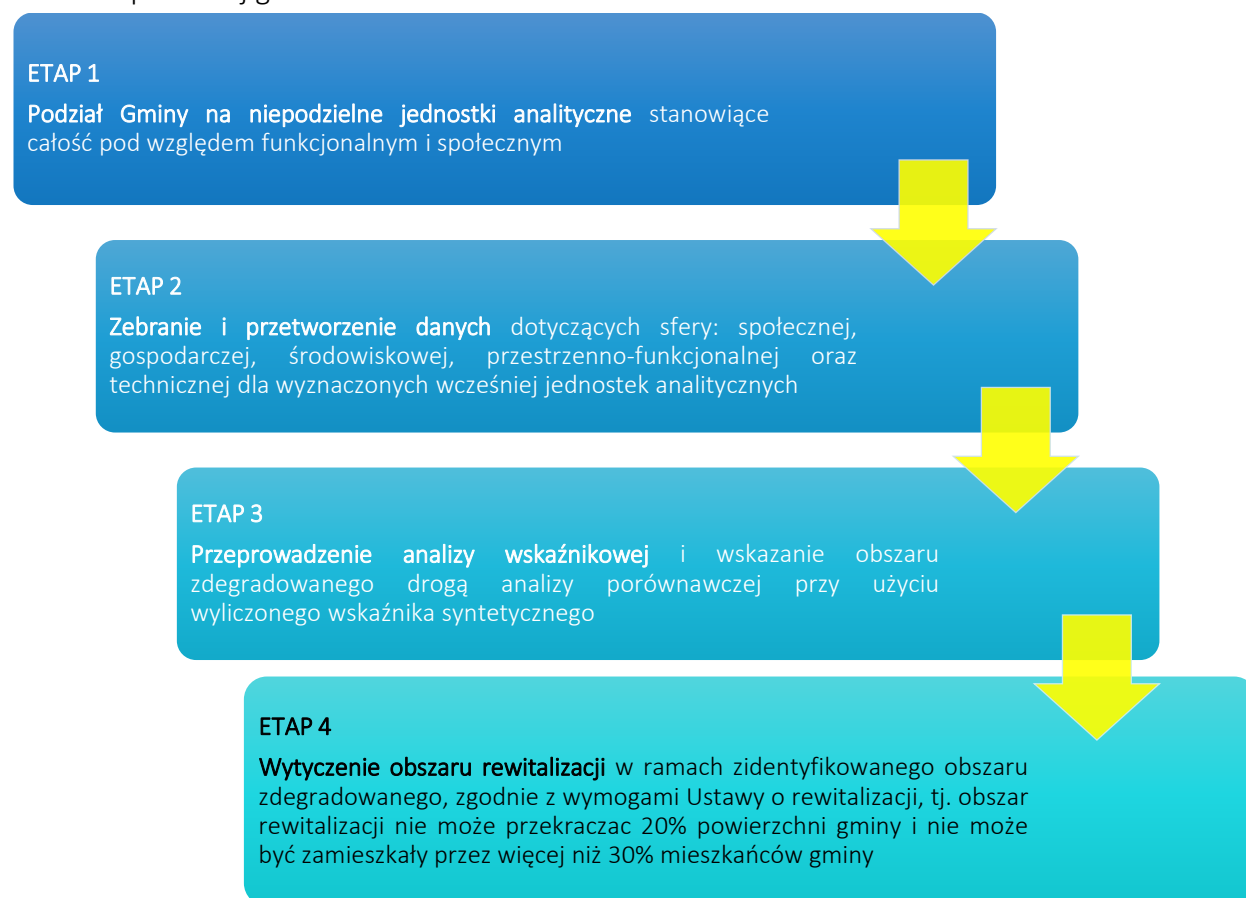 ETAP 1
Podział Gminy na niepodzielne jednostki analityczne stanowiące
całość pod względem funkcjonalnym i społecznym
ETAP 2
Zebranie i przetworzenie danych dotyczących sfery: społecznej,
gospodarczej, środowiskowej, przestrzenno-funkcjonalnej oraz
technicznej dla wyznaczonych wcześniej jednostek analitycznych
ETAP 3
Przeprowadzenie analizy wskaźnikowej i wskazanie obszaru
zdegradowanego drogą analizy porównawczej przy użyciu
wyliczonego wskaźnika syntetycznego
ETAP 4
Wytyczenie obszaru rewitalizacji w ramach zidentyfikowanego obszaru
zdegradowanego, zgodnie z wymogami Ustawy o rewitalizacji, tj. obszar
rewitalizacji nie może przekraczac 20% powierzchni gminy i nie może
być zamieszkały przez więcej niż 30% mieszkańców gminy